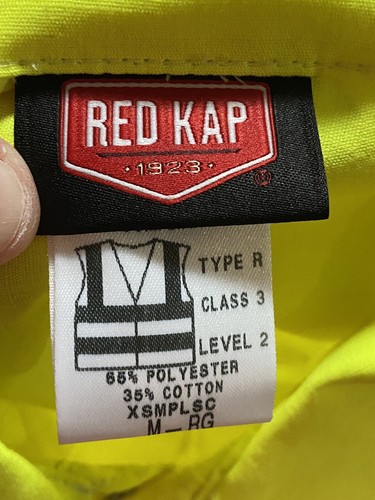 RED KAP
·1923·
TYPE R
CLASS 3
LEVEL 2
65% POLYESTER
35% COTTON
XSMPLSC
M - RG